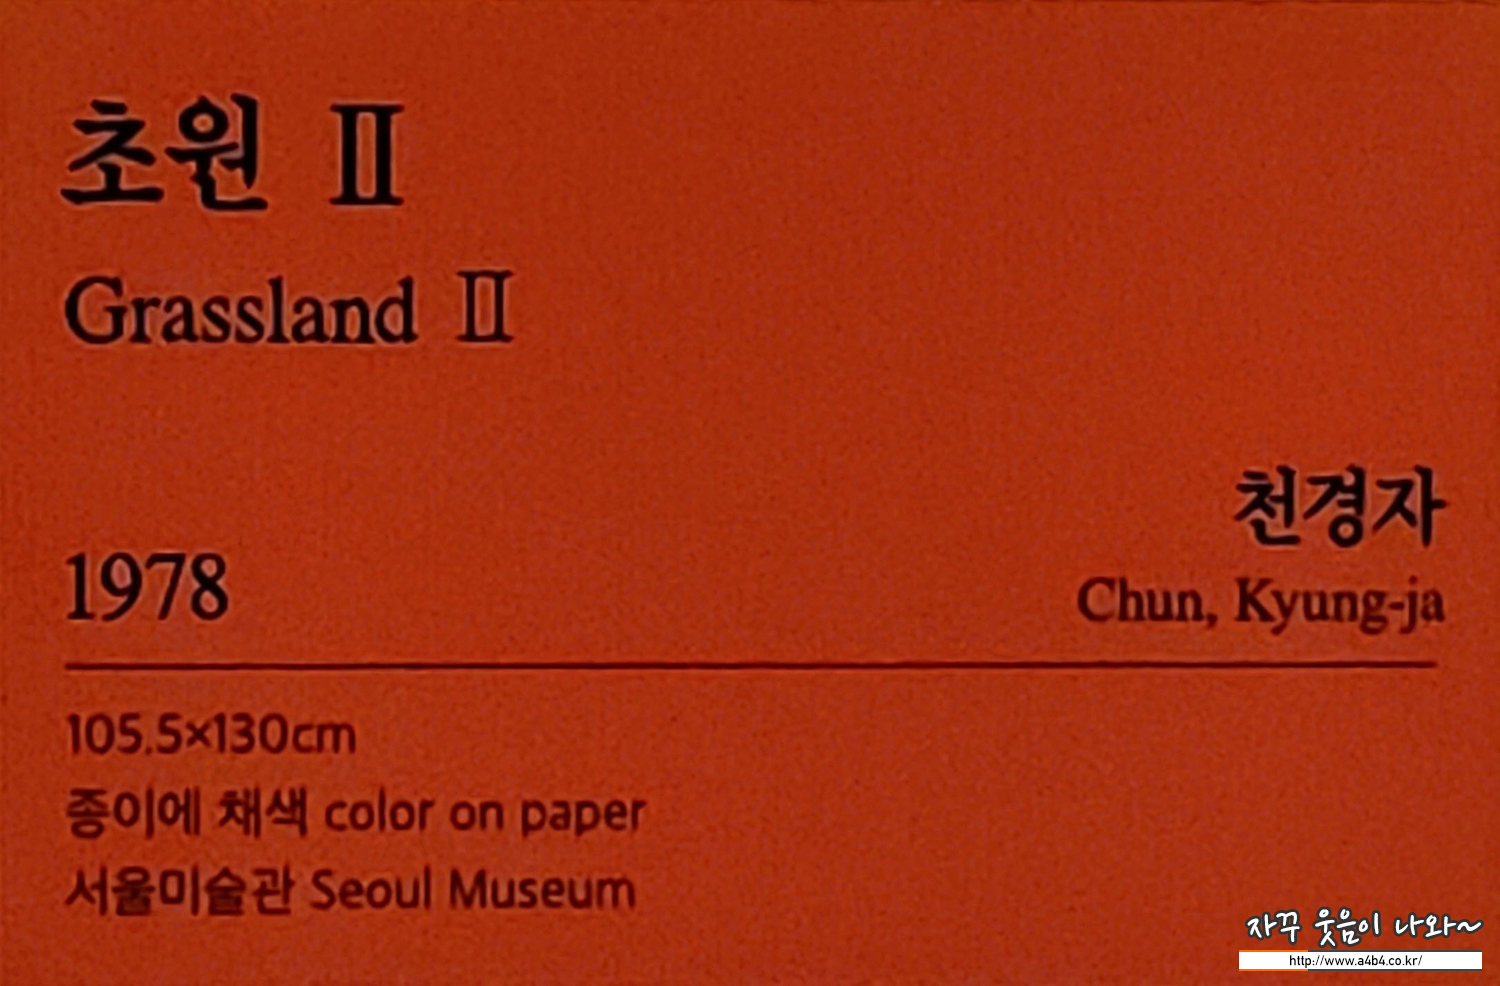 초원 Ⅱ
Grassland Ⅱ
천경자
1978
Chun, Kyung-ja
105.5×130cm
종이에 채색 color on paper
서울미술관 Seoul Museum
자꾸 웃음이 나와~
http://www.a4b4.co.kr/